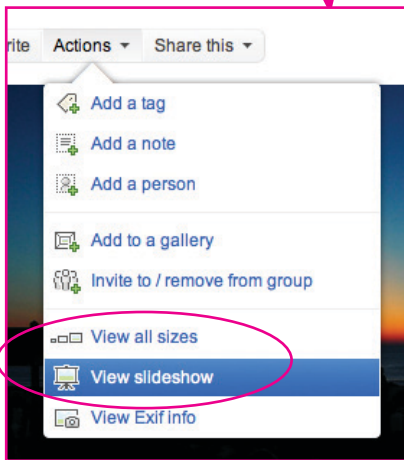 rite Actions Share this
Add a tag
Add a note
Add a person
Add to a gallery
Invite to / remove from group
View all sizes
View slideshow
View Exif info